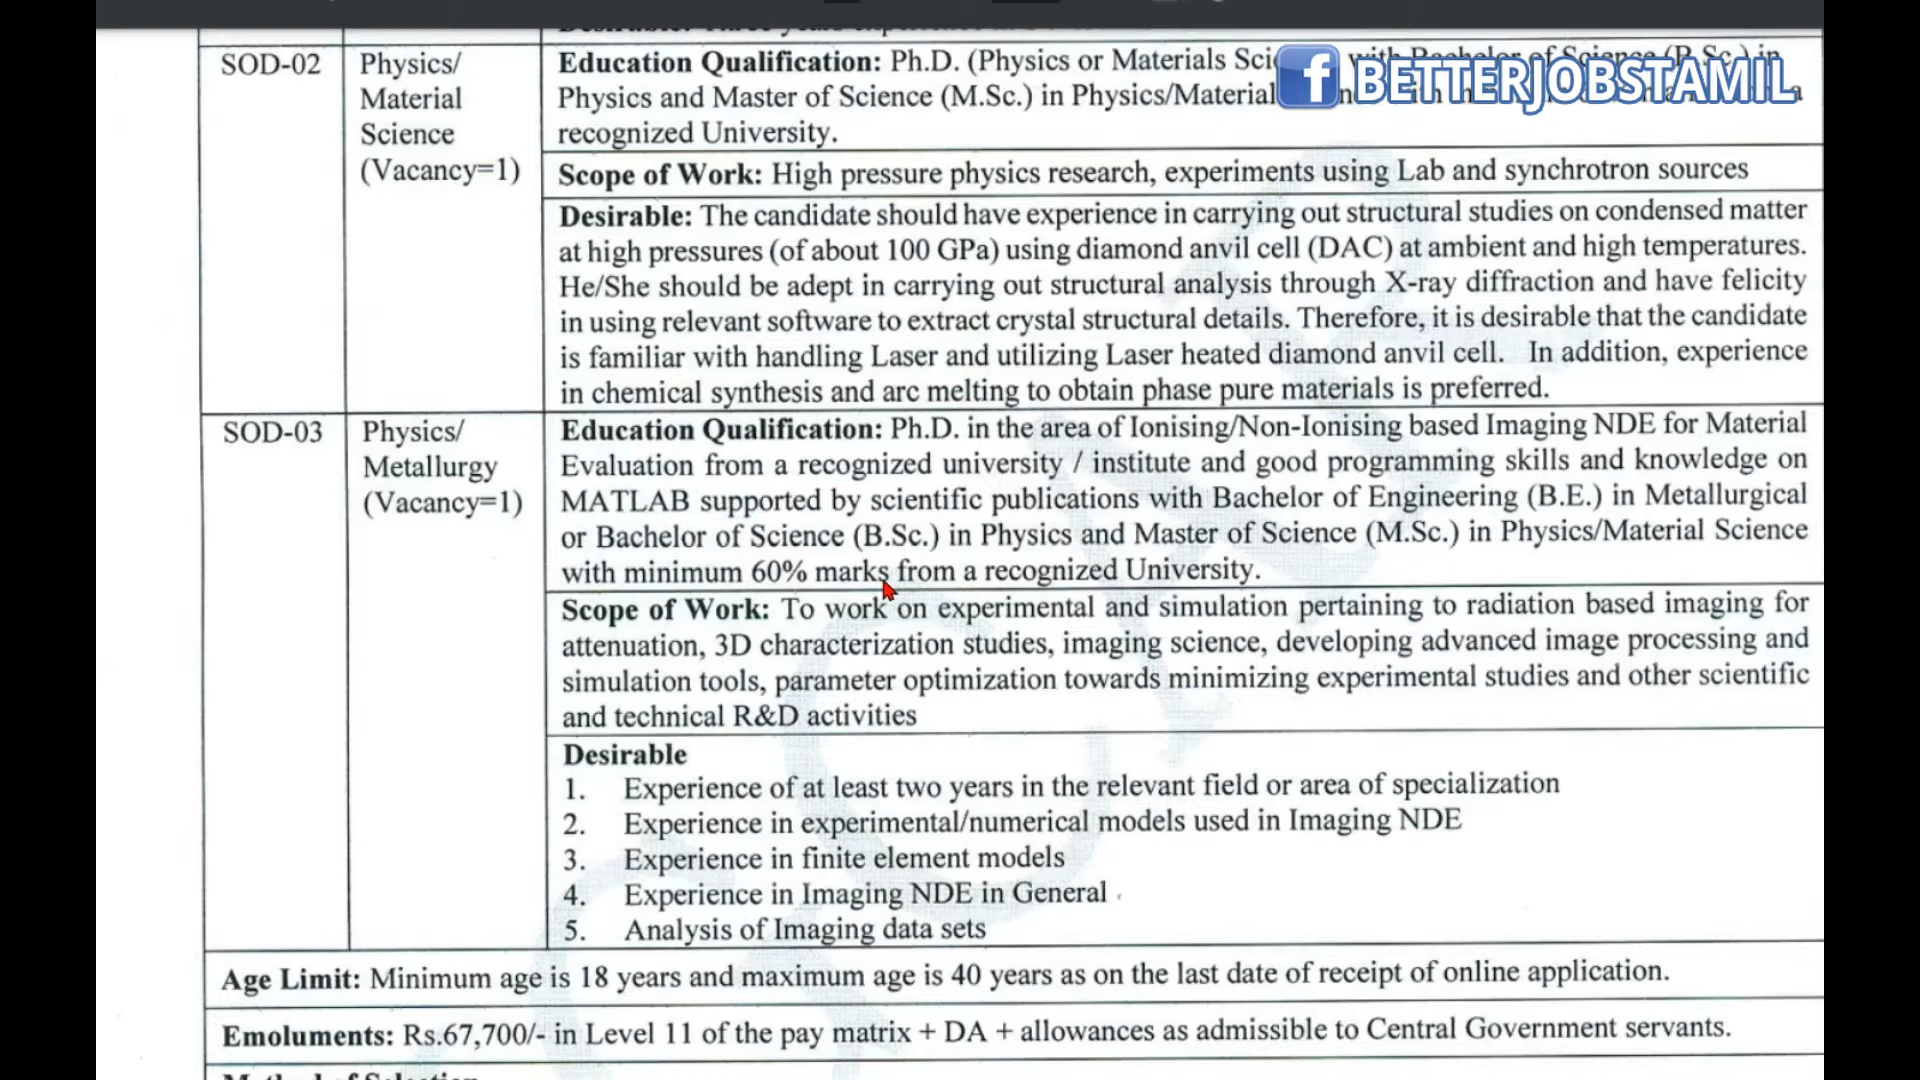 SOD-02
Physics/
Material
Science
(Vacancy=1)
Education Qualification: Ph.D. (Physics or Materials Sci
Physics and Master of Science (M.Sc.) in Physics/Material
recognized University.
BETTERJOBSTAMIL
Scope of Work: High pressure physics research, experiments using Lab and synchrotron sources
Desirable: The candidate should have experience in carrying out structural studies on condensed matter
at high pressures (of about 100 GPa) using diamond anvil cell (DAC) at ambient and high temperatures.
He/She should be adept in carrying out structural analysis through X-ray diffraction and have felicity
in using relevant software to extract crystal structural details. Therefore, it is desirable that the candidate
is familiar with handling Laser and utilizing Laser heated diamond anvil cell. In addition, experience
in chemical synthesis and arc melting to obtain phase pure materials is preferred.
SOD-03
Physics/
Metallurgy
(Vacancy=1)
Education Qualification: Ph.D. in the area of Ionising/Non-Ionising based Imaging NDE for Material
Evaluation from a recognized university / institute and good programming skills and knowledge on
MATLAB supported by scientific publications with Bachelor of Engineering (B.E.) in Metallurgical
or Bachelor of Science (B.Sc.) in Physics and Master of Science (M.Sc.) in Physics/Material Science
with minimum 60% marks from a recognized University.
Scope of Work: To work on experimental and simulation pertaining to radiation based imaging for
attenuation, 3D characterization studies, imaging science, developing advanced image processing and
simulation tools, parameter optimization towards minimizing experimental studies and other scientific
and technical R&D activities
Desirable
1. Experience of at least two years in the relevant field or area of specialization
2. Experience in experimental/numerical models used in Imaging NDE
3. Experience in finite element models
4. Experience in Imaging NDE in General
5. Analysis of Imaging data sets
Age Limit: Minimum age is 18 years and maximum age is 40 years as on the last date of receipt of online application.
Emoluments: Rs.67,700/- in Level 11 of the pay matrix + DA + allowances as admissible to Central Government servants.